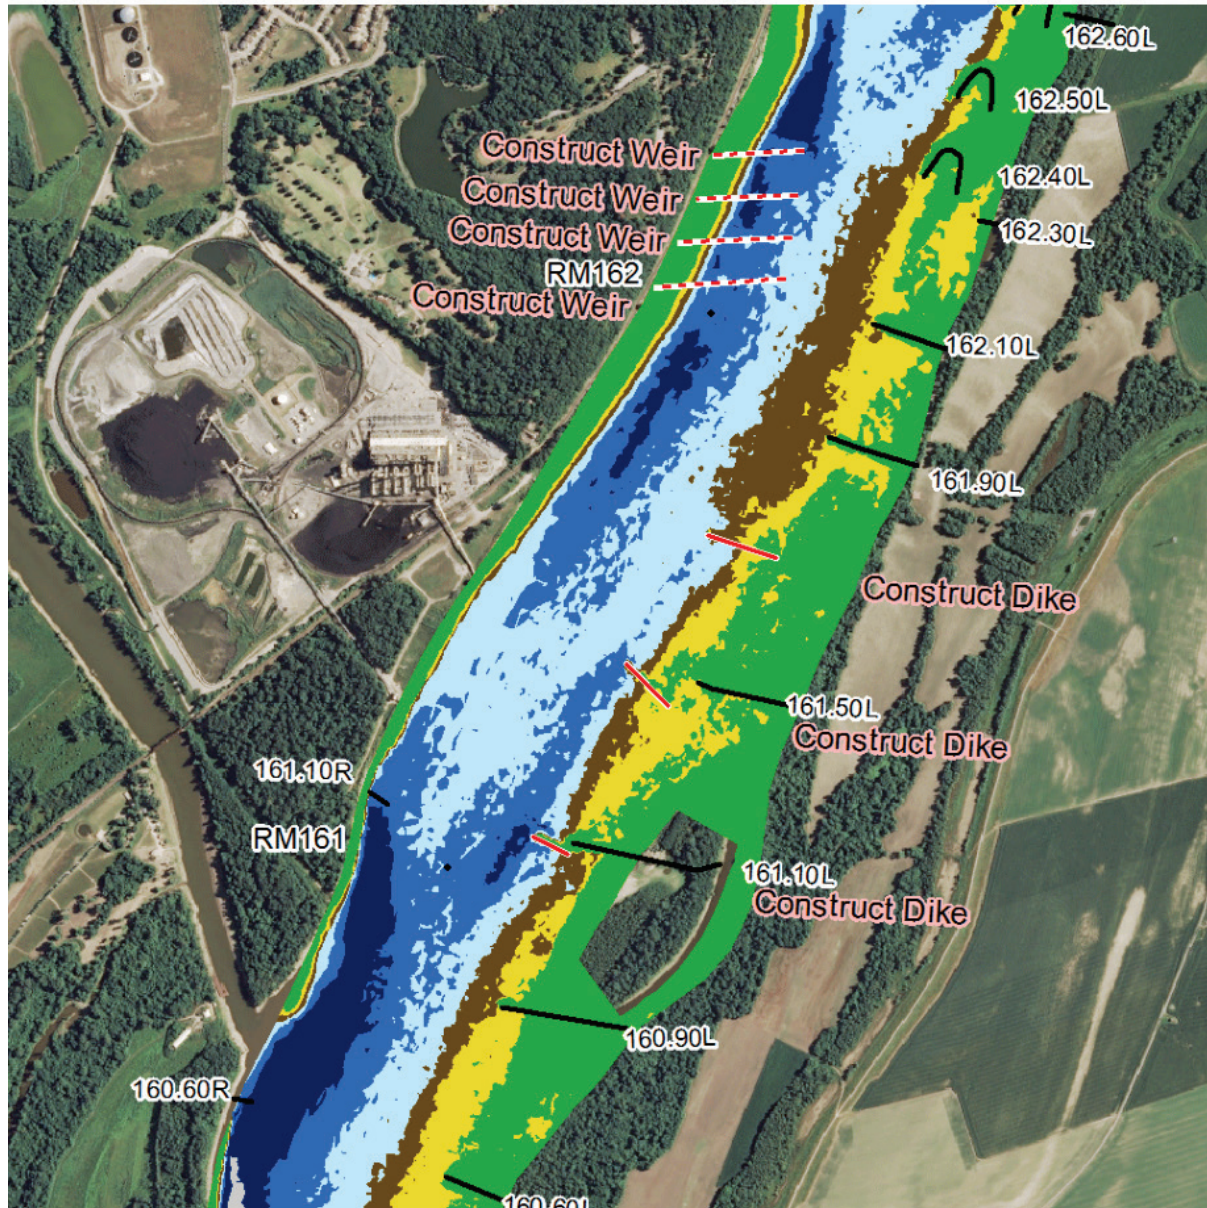 162.60L
162.50L
Construct Weir
162.40L
Construct Weir
162.30L
Construct Weir
RM162
Construct Weir
162.10L
161.90L
Construct Dike
161.50L
Construct Dike
161.10R
RM161
161.10L
Construct Dike
160.90L
160.60R
160.60L